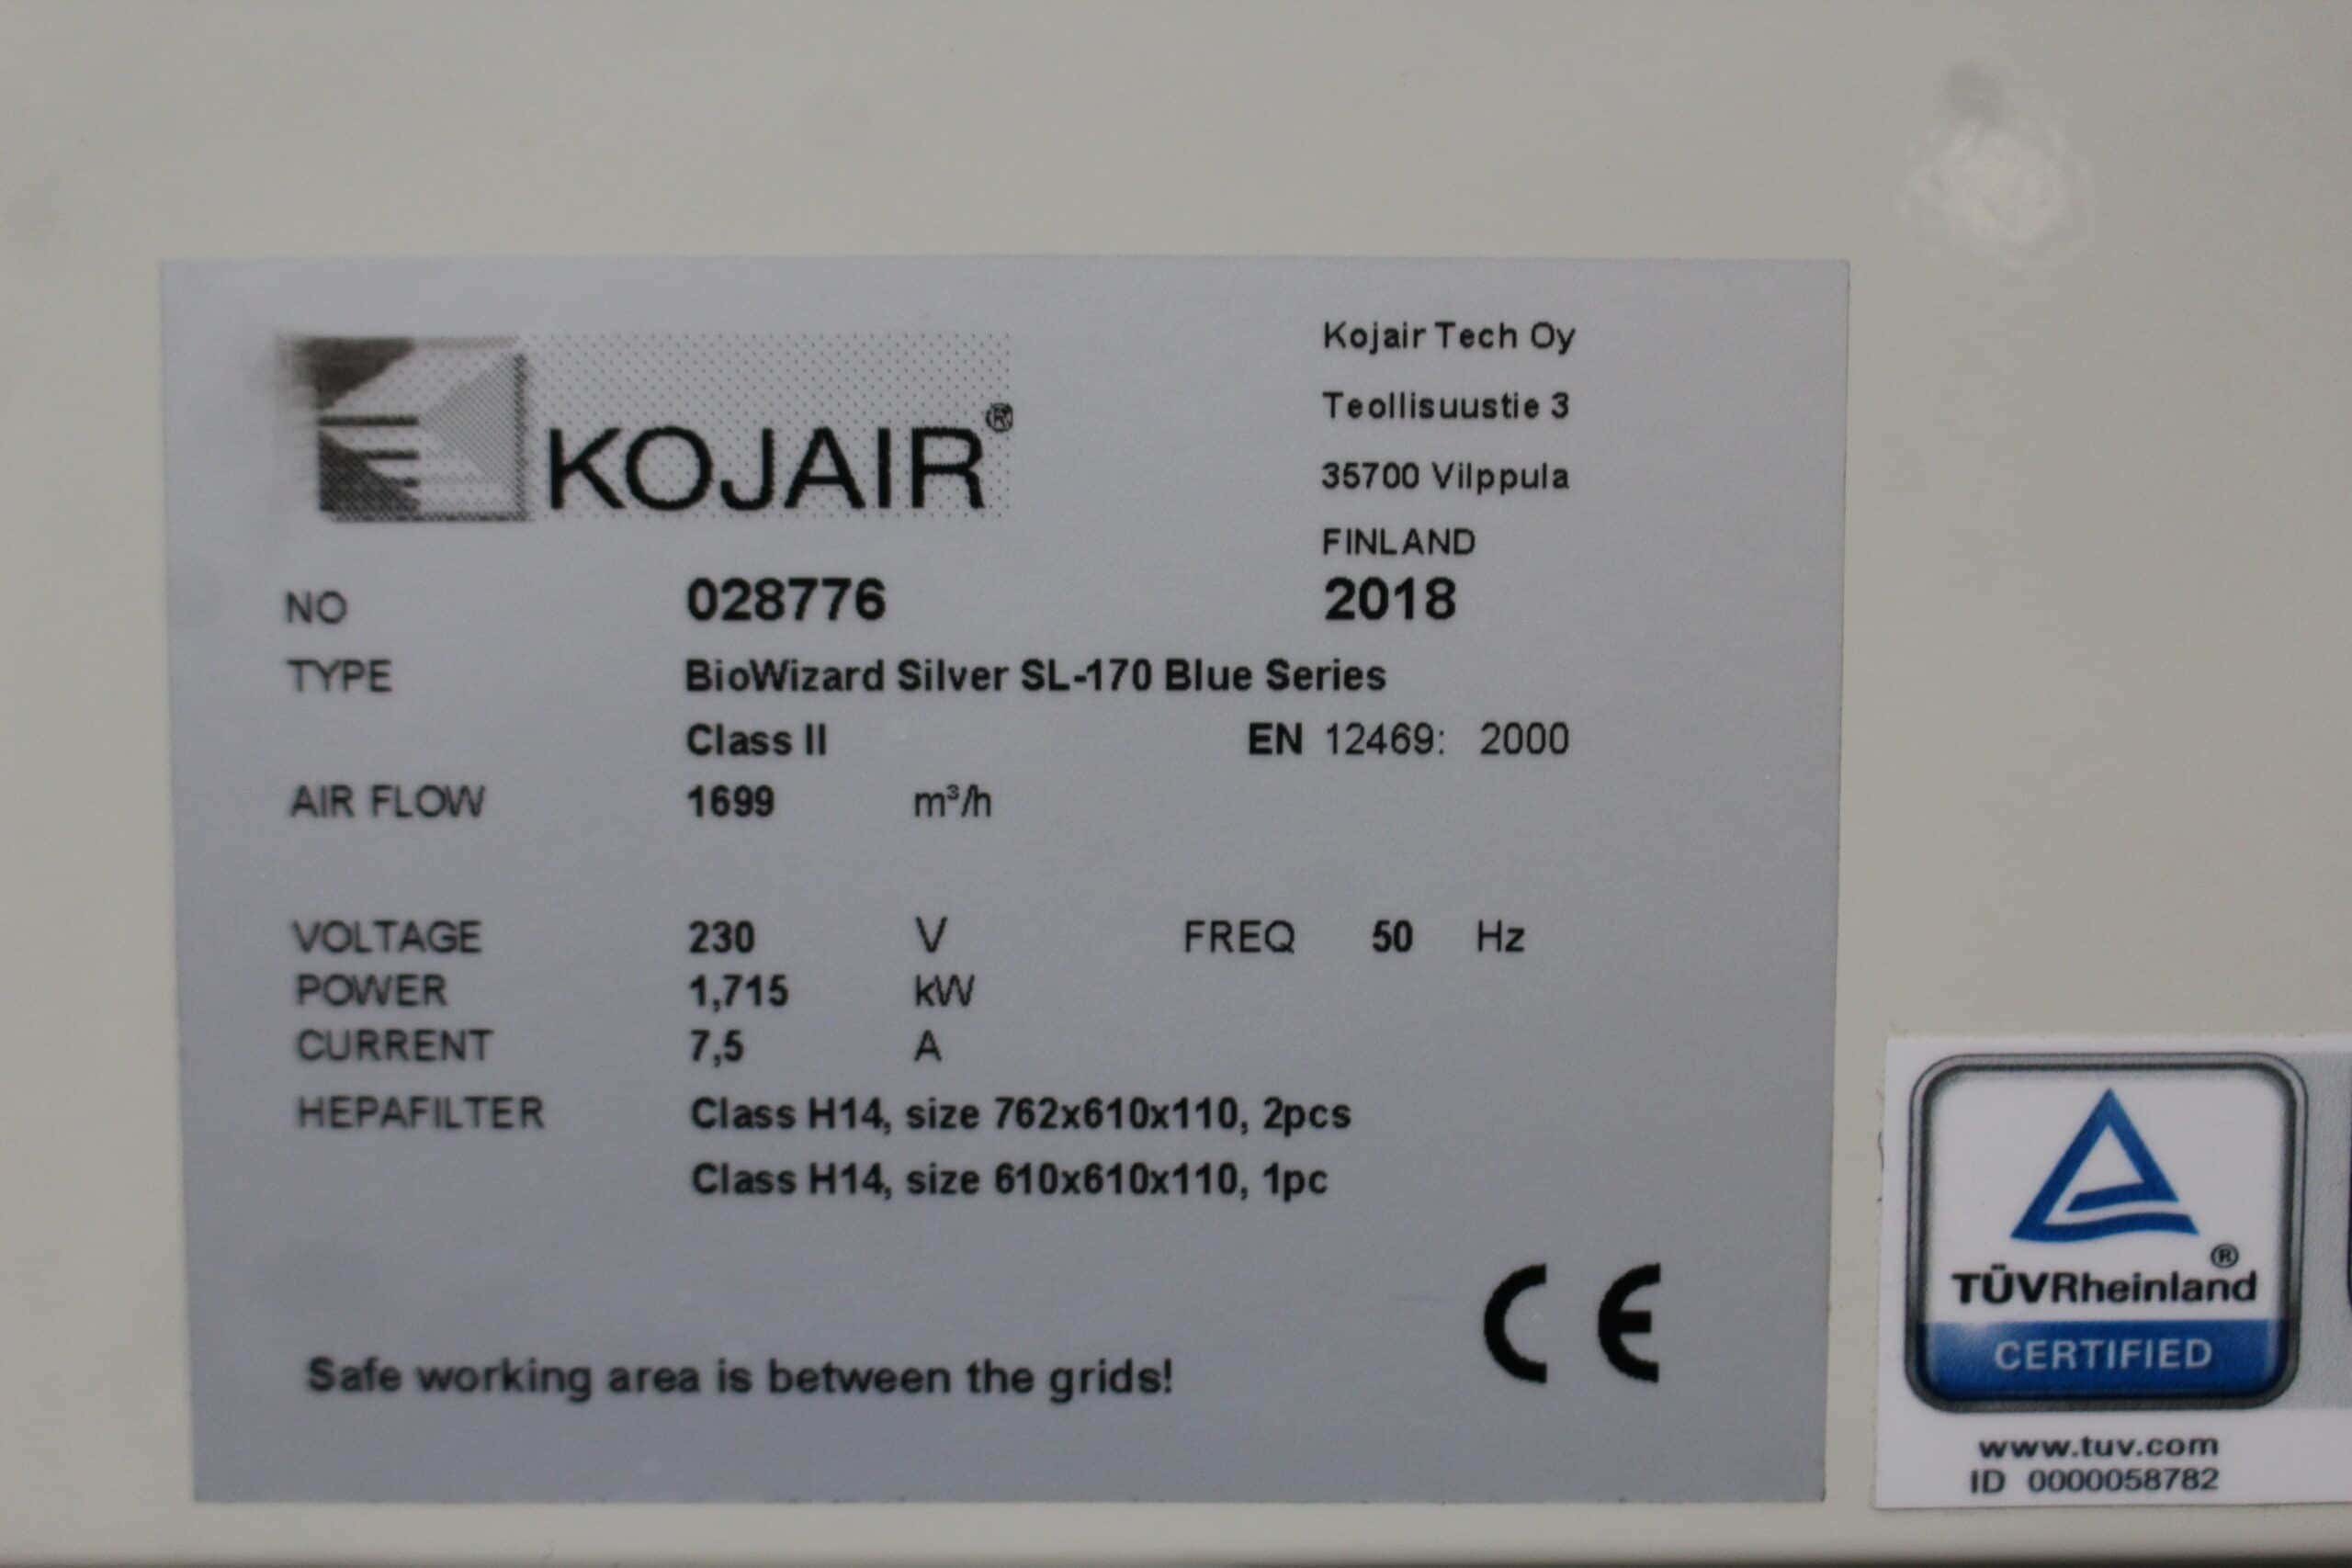 KOJAIR®
Kojair Tech Oy
Teollisuustie 3
35700 Vilppula
FINLAND
NO 028776 2018
TYPE BioWizard Silver SL-170 Blue Series
Class II EN 12469: 2000
AIR FLOW 1699 m³/h
VOLTAGE 230 V FREQ 50 Hz
POWER 1,715 kW
CURRENT 7,5 A
HEPAFILTER Class H14, size 762x610x110, 2pcs
Class H14, size 610x610x110, 1pc
CE
Safe working area is between the grids!
®
TÜVRheinland
CERTIFIED
www.tuv.com
ID 0000058782